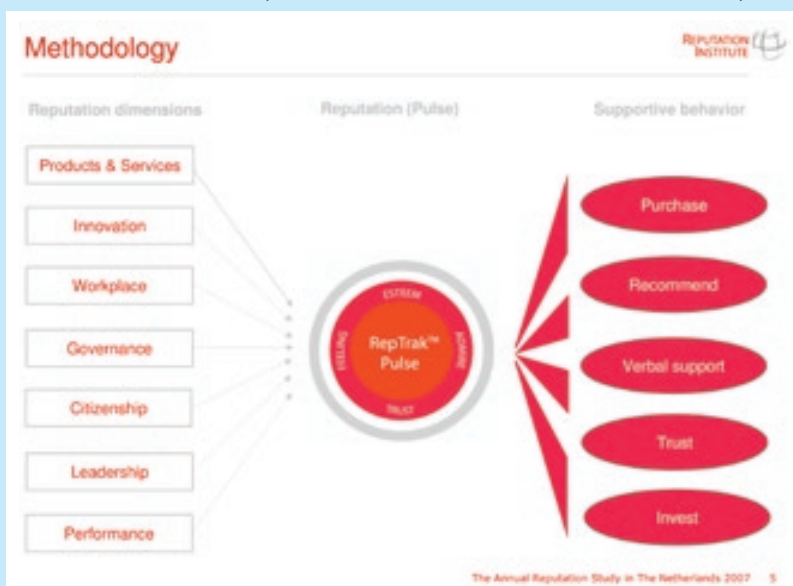 Methodology
REPUTATION
INSTITUTE
Reputation dimensions
Reputation (Pulse)
Supportive behavior
Products & Services
Innovation
Workplace
Governance
Citizenship
Leadership
Performance
ESTEEM
FEELING
RepTrak™
Pulse
ADMIRE
TRUST
Purchase
Recommend
Verbal support
Trust
Invest
The Annual Reputation Study in The Netherlands 2007 5